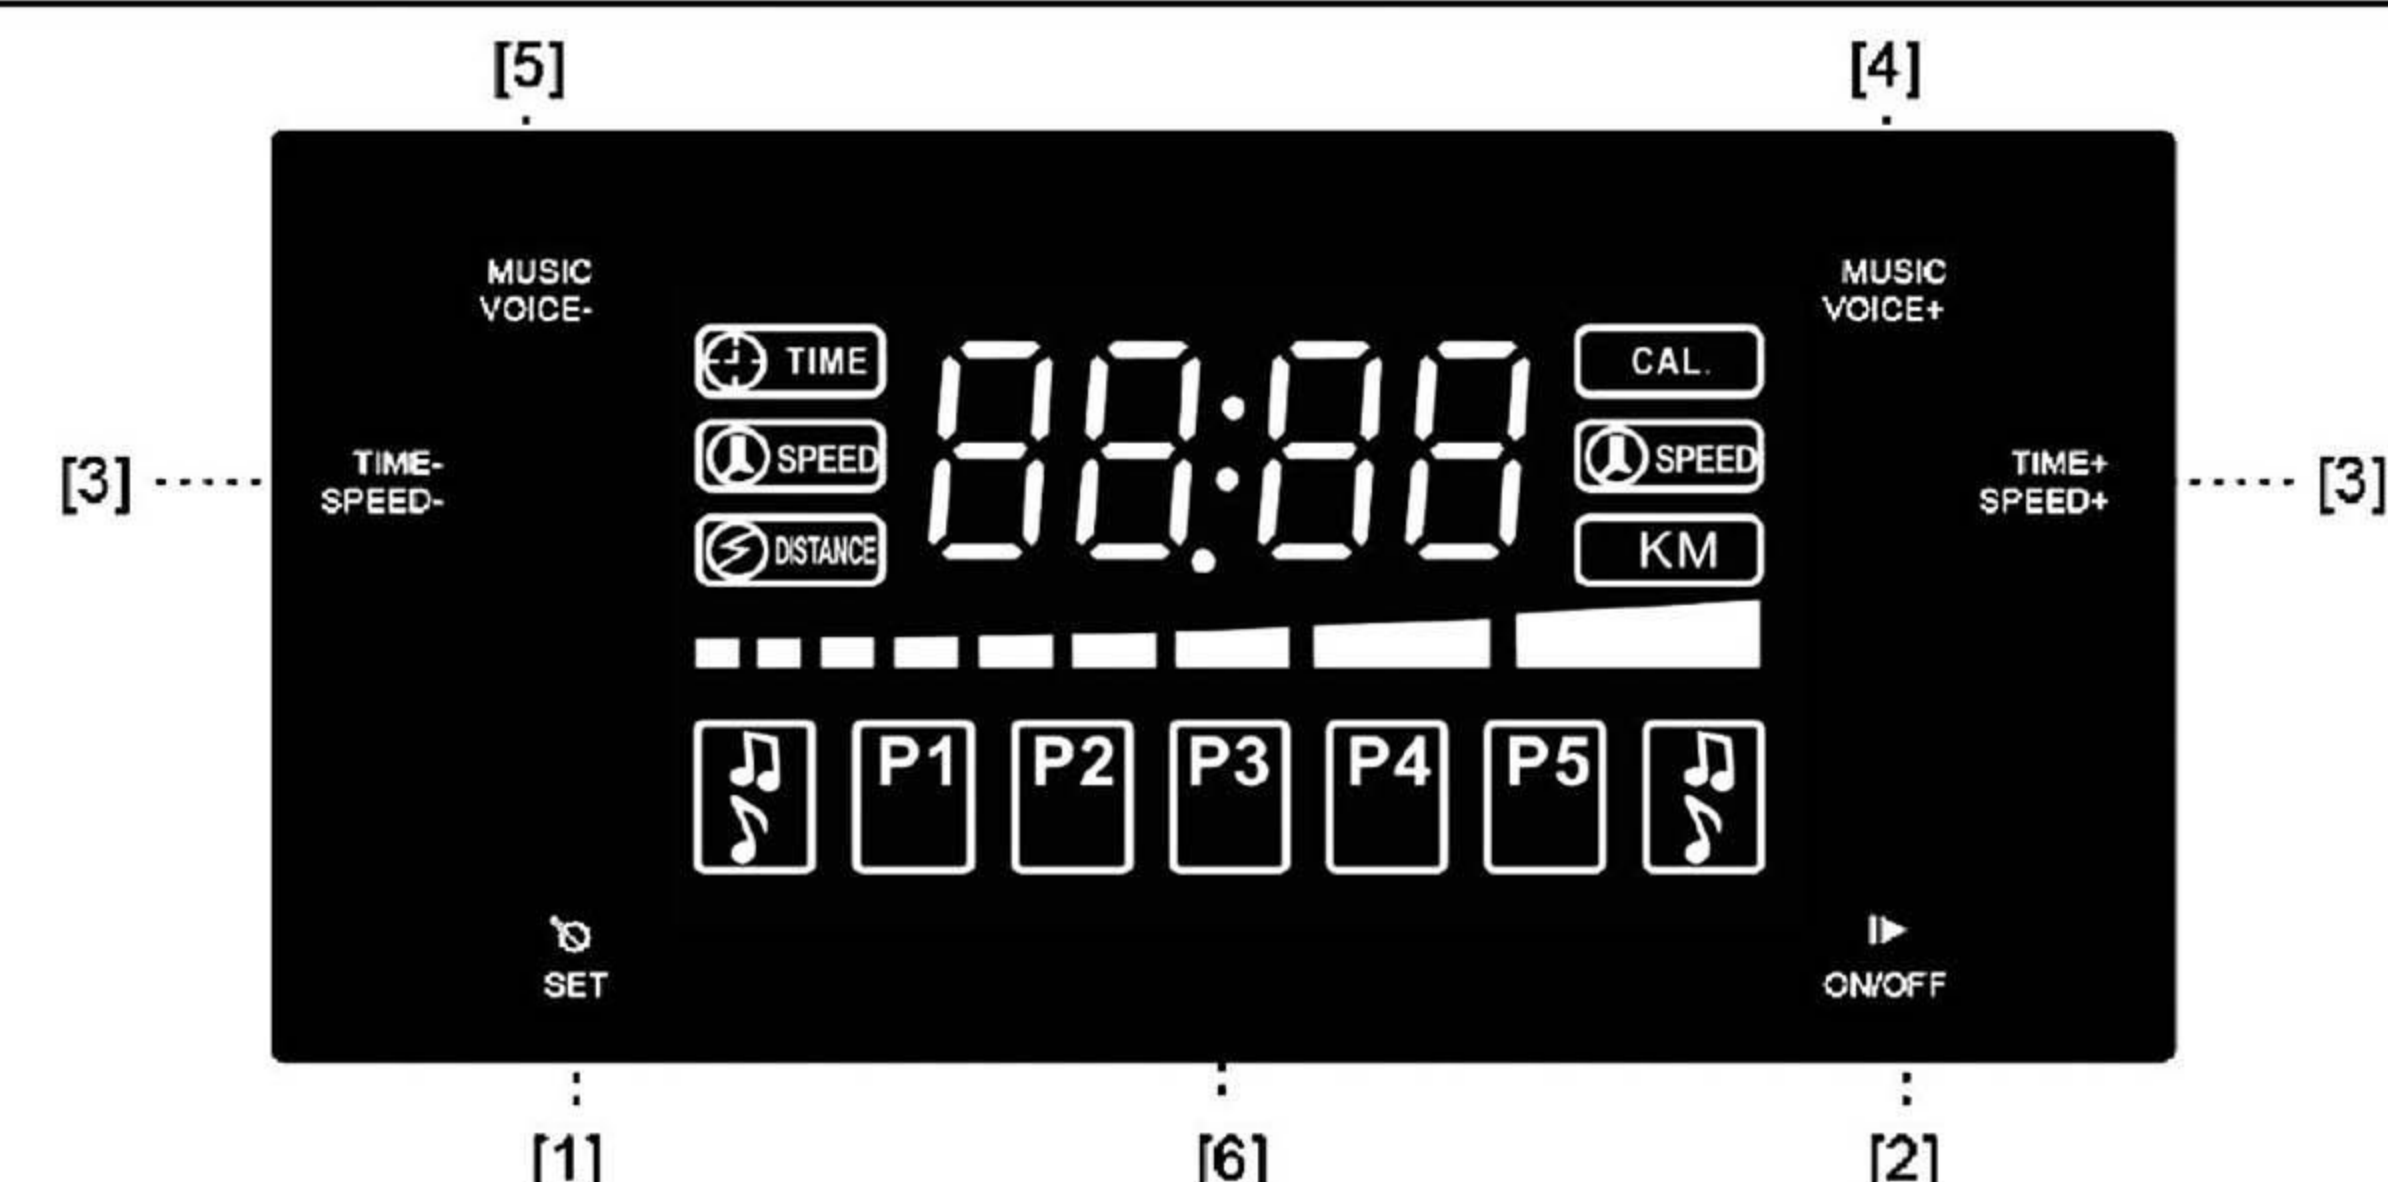 [5] [4]
MUSIC
VOICE-
MUSIC
VOICE+
TIME
88:88
CAL.
SPEED
SPEED
DISTANCE
KM
[3]
TIME-
SPEED-
TIME+
SPEED+
[3]
P1 P2 P3 P4 P5
SET
ON/OFF
[1] [6] [2]